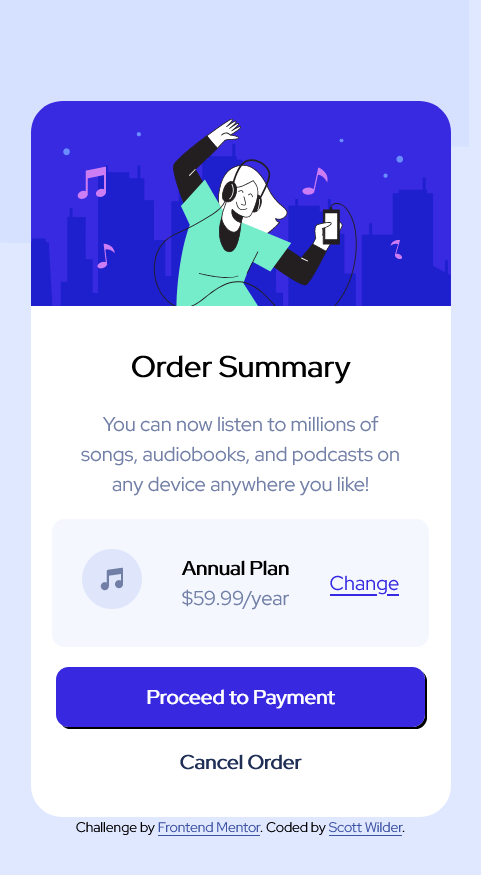 Order Summary
You can now listen to millions of
songs, audiobooks, and podcasts on
any device anywhere you like!
Annual Plan
$59.99/year
Change
Proceed to Payment
Cancel Order
Challenge by Frontend Mentor. Coded by Scott Wilder.